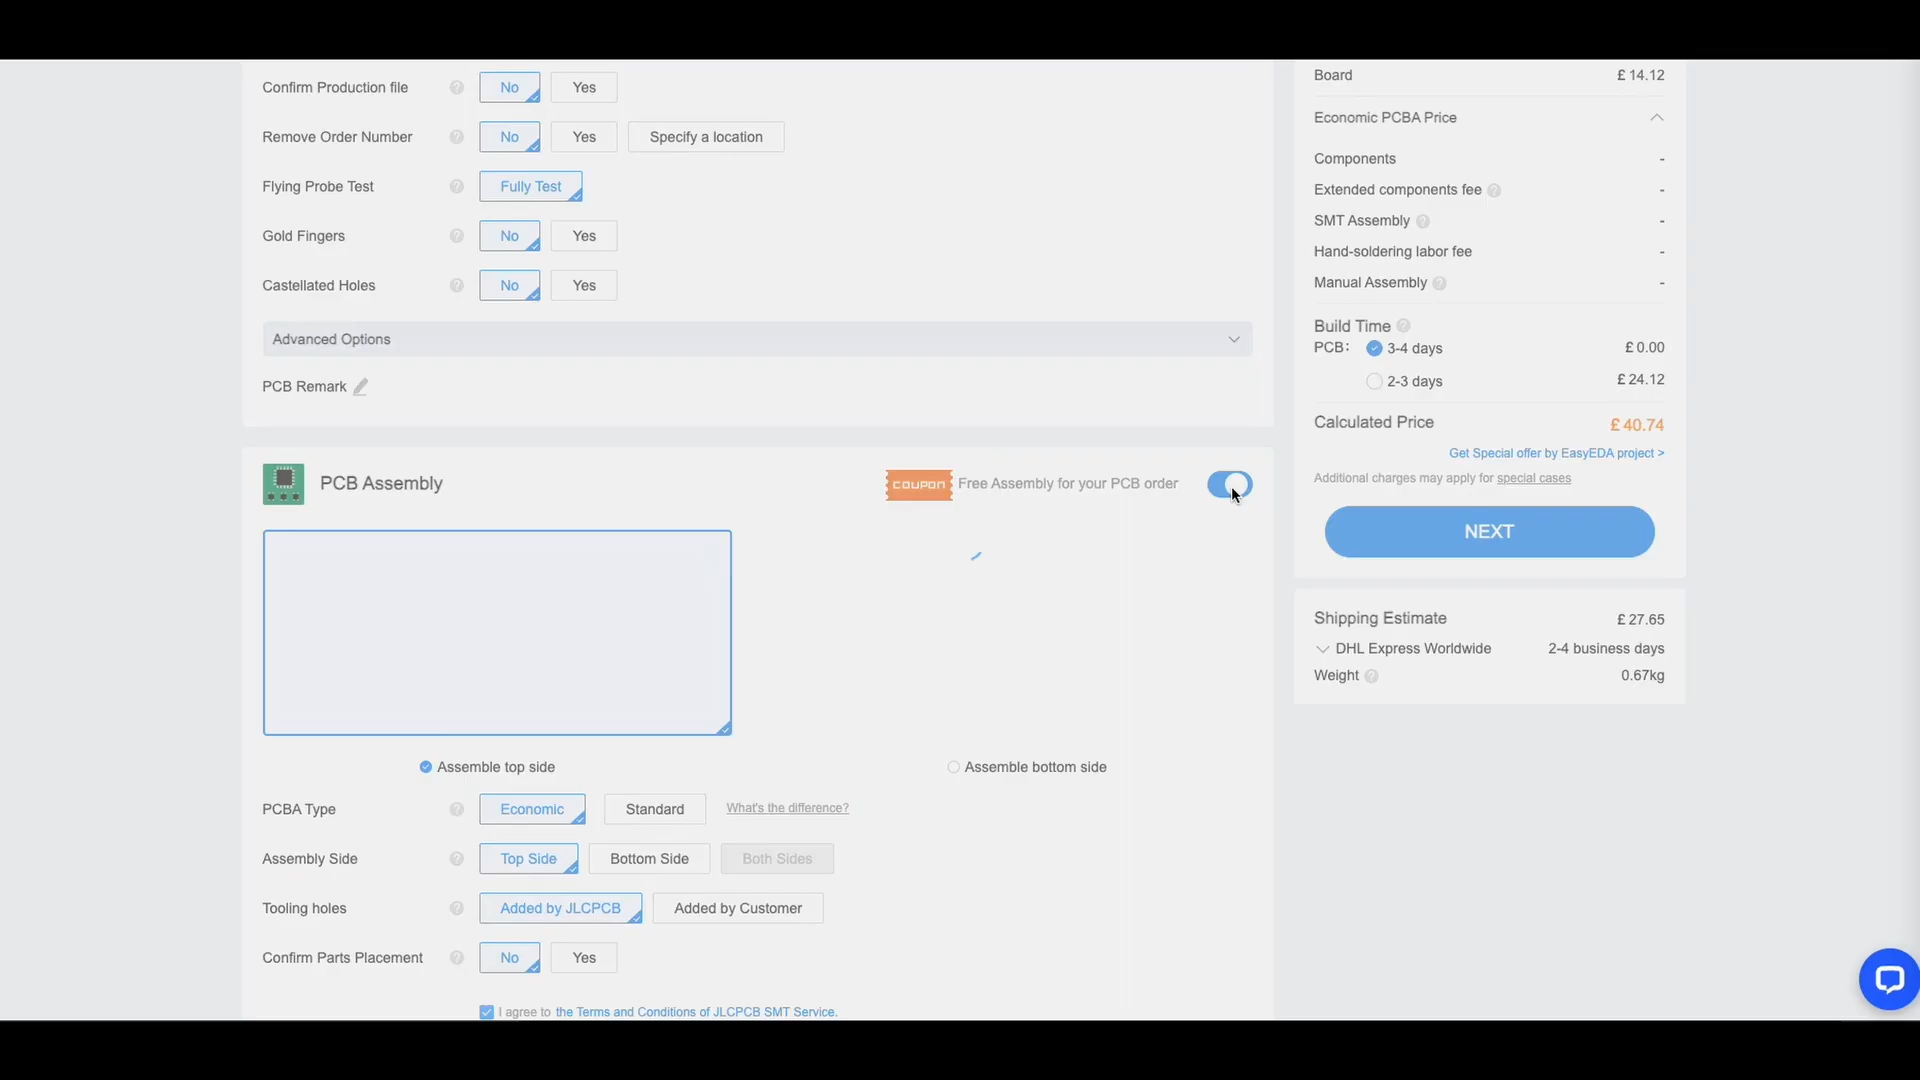 Confirm Production file ? No Yes
Remove Order Number ? No Yes Specify a location
Flying Probe Test ? Fully Test
Gold Fingers ? No Yes
Castellated Holes ? No Yes
Advanced Options
PCB Remark
PCB Assembly COUPON Free Assembly for your PCB order
Assemble top side Assemble bottom side
PCBA Type ? Economic Standard What's the difference?
Assembly Side ? Top Side Bottom Side Both Sides
Tooling holes ? Added by JLCPCB Added by Customer
Confirm Parts Placement ? No Yes
I agree to the Terms and Conditions of JLCPCB SMT Service.
Board £ 14.12
Economic PCBA Price
Components -
Extended components fee ? -
SMT Assembly ? -
Hand-soldering labor fee -
Manual Assembly ? -
Build Time ?
PCB: 3-4 days £ 0.00
2-3 days £ 24.12
Calculated Price £ 40.74
Get Special offer by EasyEDA project >
Additional charges may apply for special cases
NEXT
Shipping Estimate £ 27.65
DHL Express Worldwide 2-4 business days
Weight ? 0.67kg